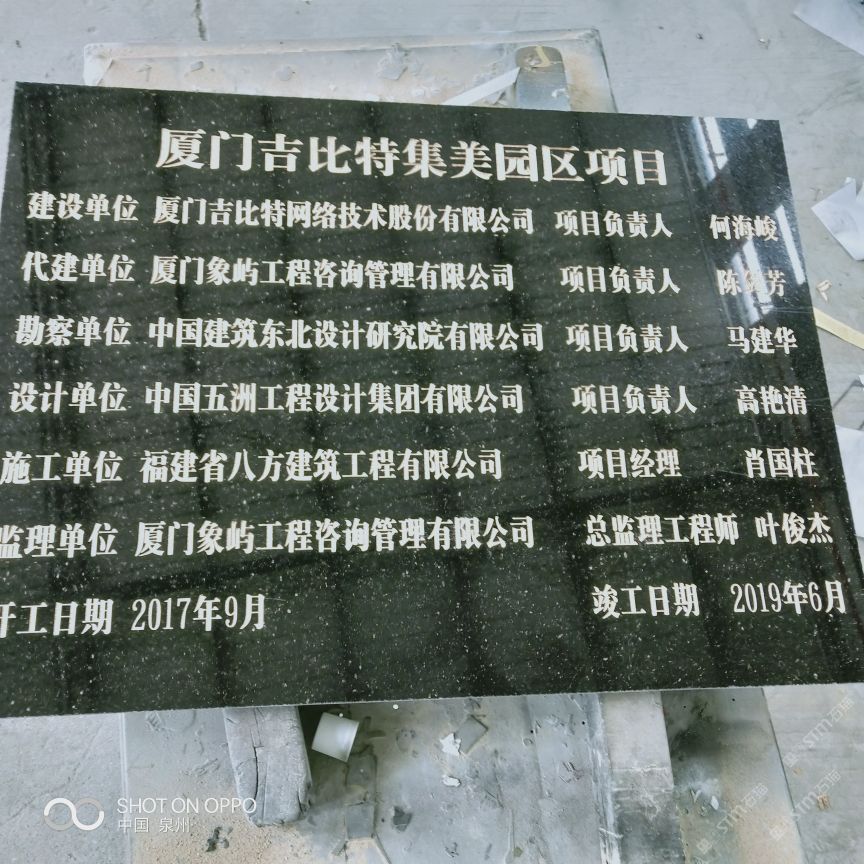 厦门吉比特集美园区项目
建设单位 厦门吉比特网络技术股份有限公司 项目负责人 何海峻
代建单位 厦门象屿工程咨询管理有限公司 项目负责人 陈 芳
勘察单位 中国建筑东北设计研究院有限公司 项目负责人 马建华
设计单位 中国五洲工程设计集团有限公司 项目负责人 高艳清
施工单位 福建省八方建筑工程有限公司 项目经理 肖国柱
监理单位 厦门象屿工程咨询管理有限公司 总监理工程师 叶俊杰
开工日期 2017年9月 竣工日期 2019年6月
SHOT ON OPPO
中国 泉州